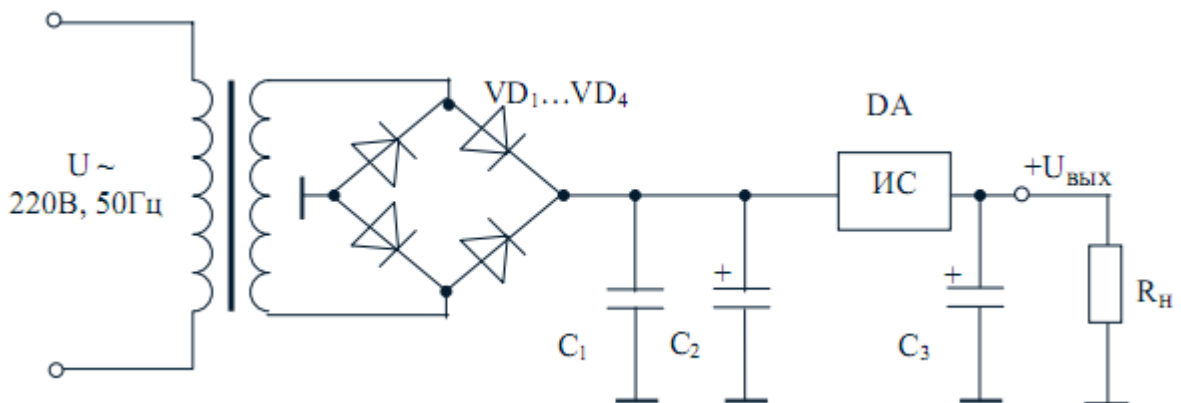 VD₁…VD₄
DA
U ~
220В, 50Гц
ИС
+Uвых
+
+
C₁
C₂
C₃
Rн